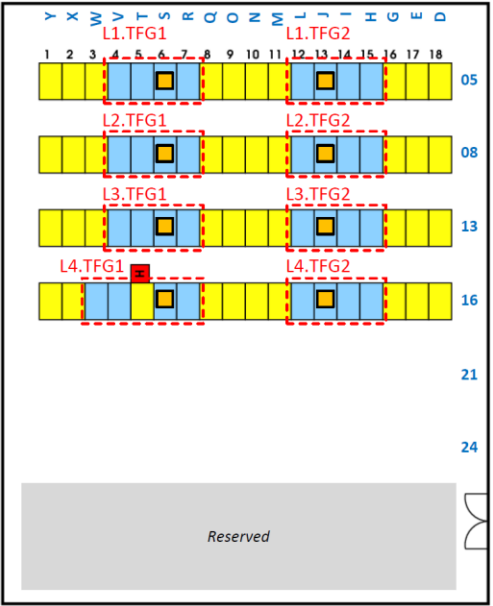 Y X W V T S R Q O N M L J I H G E D
L1.TFG1 L1.TFG2
1 2 3 4 5 6 7 8 9 10 11 12 13 14 15 16 17 18
05
L2.TFG1 L2.TFG2
08
L3.TFG1 L3.TFG2
13
L4.TFG1 H L4.TFG2
16
21
24
Reserved